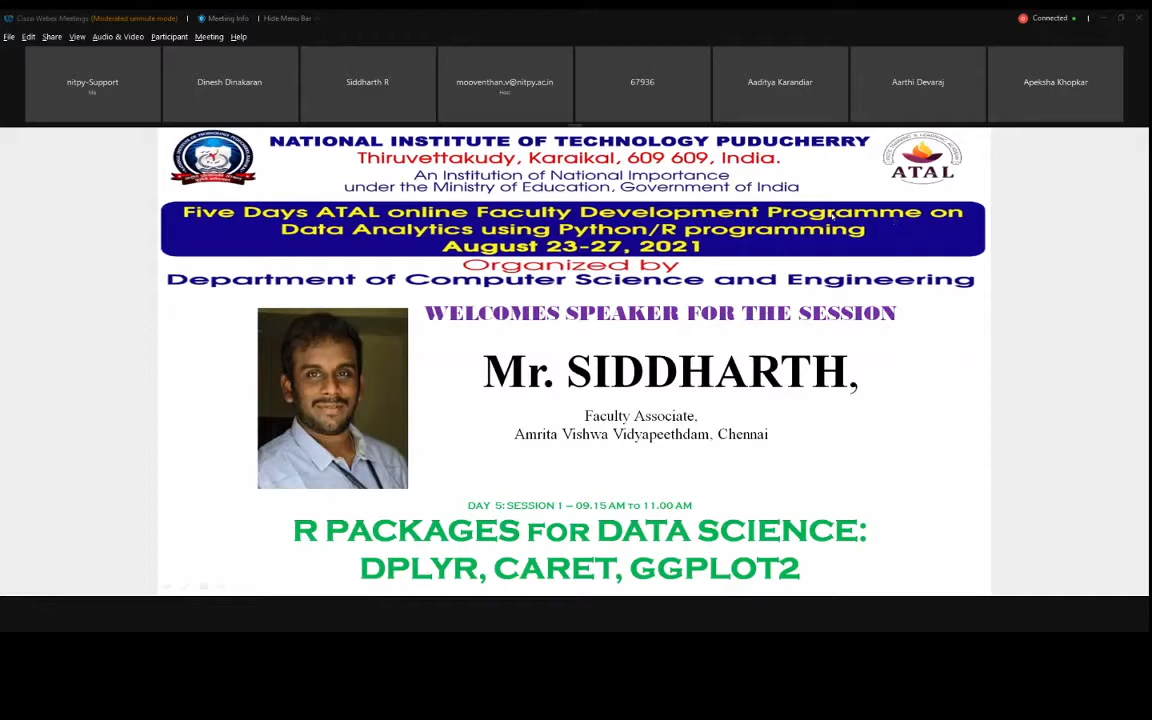 Cisco Webex Meetings (Moderated unmute mode) | Meeting Info | Hide Menu Bar
Connected
File Edit Share View Audio & Video Participant Meeting Help
nitpy-Support
Me
Dinesh Dinakaran
Siddharth R
mooventhan.v@nitpy.ac.in
Host
67936
Aaditya Karandiar
Aarthi Devaraj
Apeksha Khopkar
NATIONAL INSTITUTE OF TECHNOLOGY PUDUCHERRY
Thiruvettakudy, Karaikal, 609 609, India.
An Institution of National Importance
under the Ministry of Education, Government of India
ATAL
Five Days ATAL online Faculty Development Programme on
Data Analytics using Python/R programming
August 23-27, 2021
Organized by
Department of Computer Science and Engineering
WELCOMES SPEAKER FOR THE SESSION
Mr. SIDDHARTH,
Faculty Associate,
Amrita Vishwa Vidyapeethdam, Chennai
DAY 5: SESSION 1 – 09.15 AM TO 11.00 AM
R PACKAGES FOR DATA SCIENCE:
DPLYR, CARET, GGPLOT2